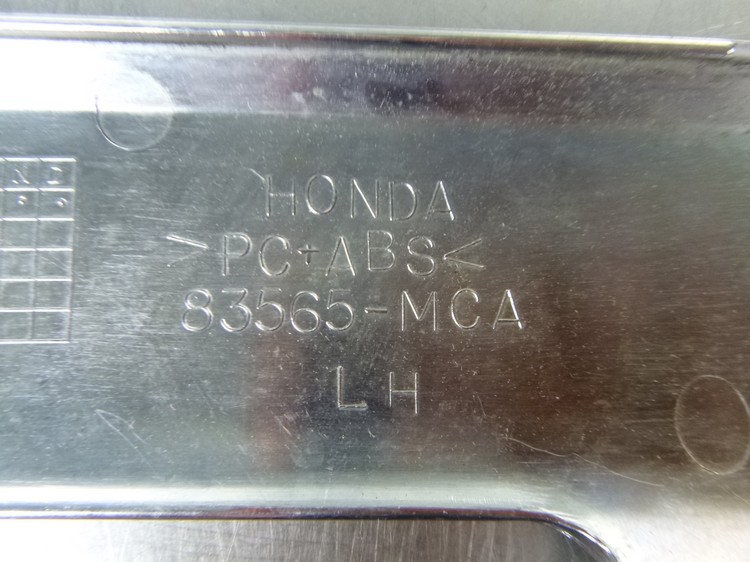 HONDA
>PC+ABS<
83565-MCA
LH
N D